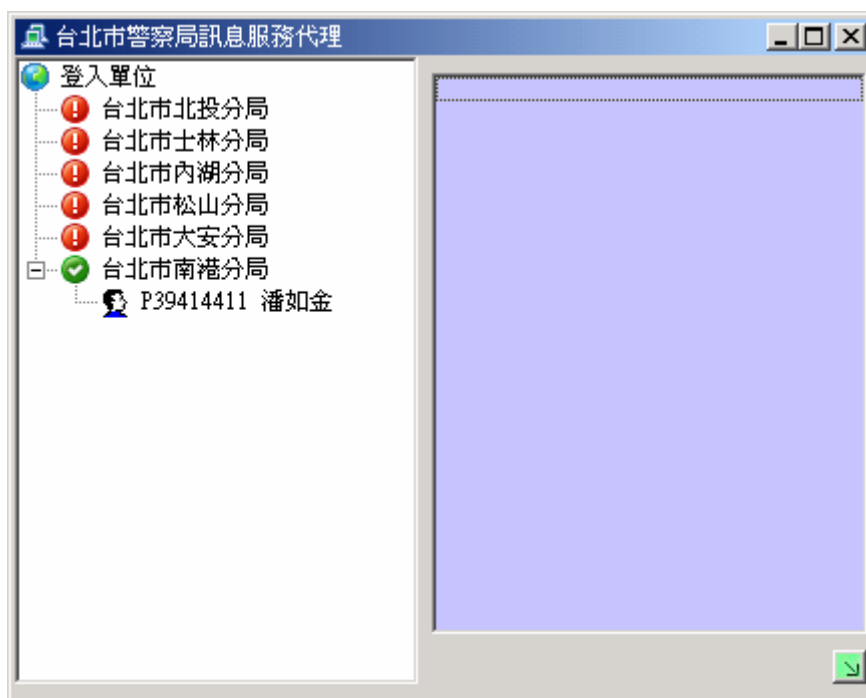 台北市警察局訊息服務代理
登入單位
台北市北投分局
台北市士林分局
台北市內湖分局
台北市松山分局
台北市大安分局
台北市南港分局
P39414411 潘如金